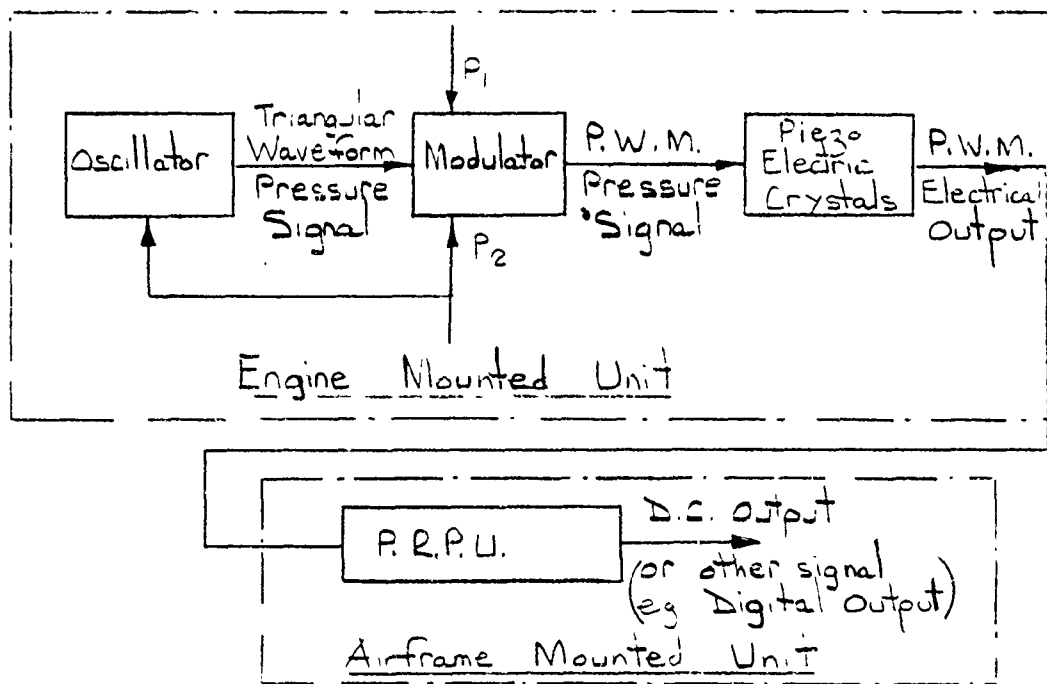 P1
Oscillator
Triangular
Waveform
Pressure
Signal
Modulator
P2
P.W.M.
Pressure
Signal
Piezo
Electric
Crystals
P.W.M.
Electrical
Output
Engine Mounted Unit
P.R.P.U.
D.C. Output
(or other signal
eg Digital Output)
Airframe Mounted Unit